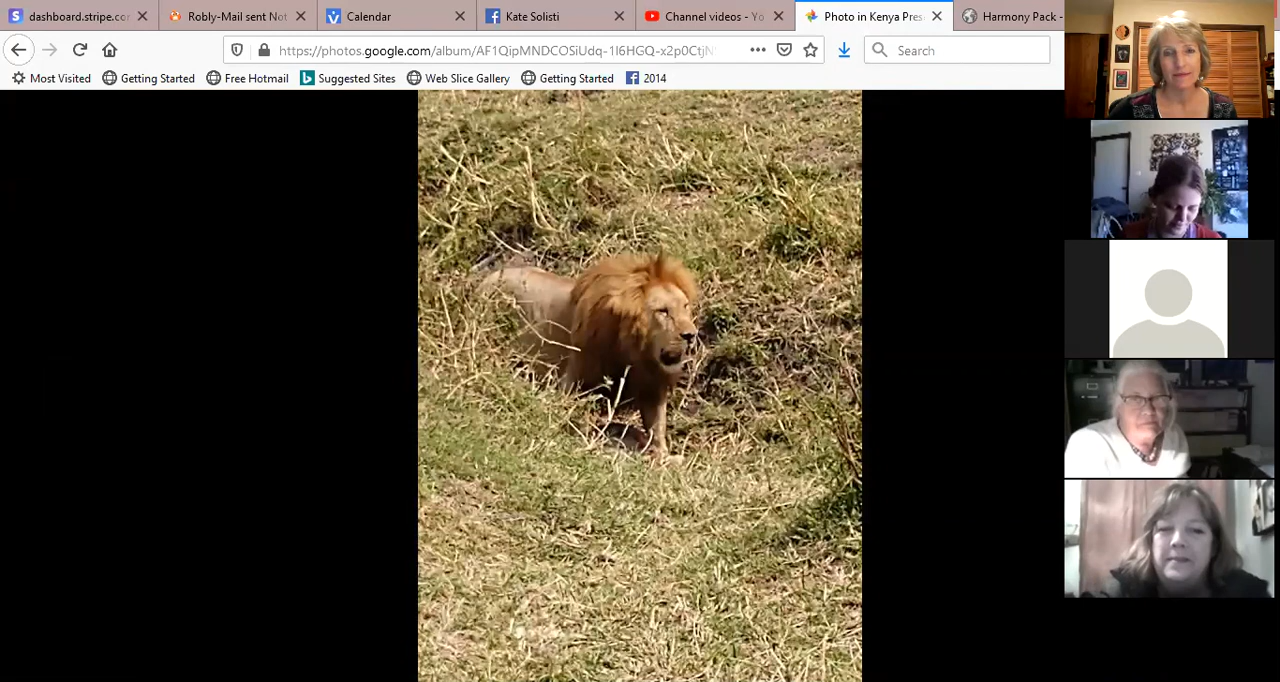 dashboard.stripe.co
Robly-Mail sent Not
Calendar
Kate Solisti
Channel videos - Yo
Photo in Kenya Pres
Harmony Pack -
https://photos.google.com/album/AF1QipMNDCOSiUdq-1I6HGQ-x2p0CtjN
Search
Most Visited
Getting Started
Free Hotmail
Suggested Sites
Web Slice Gallery
Getting Started
2014